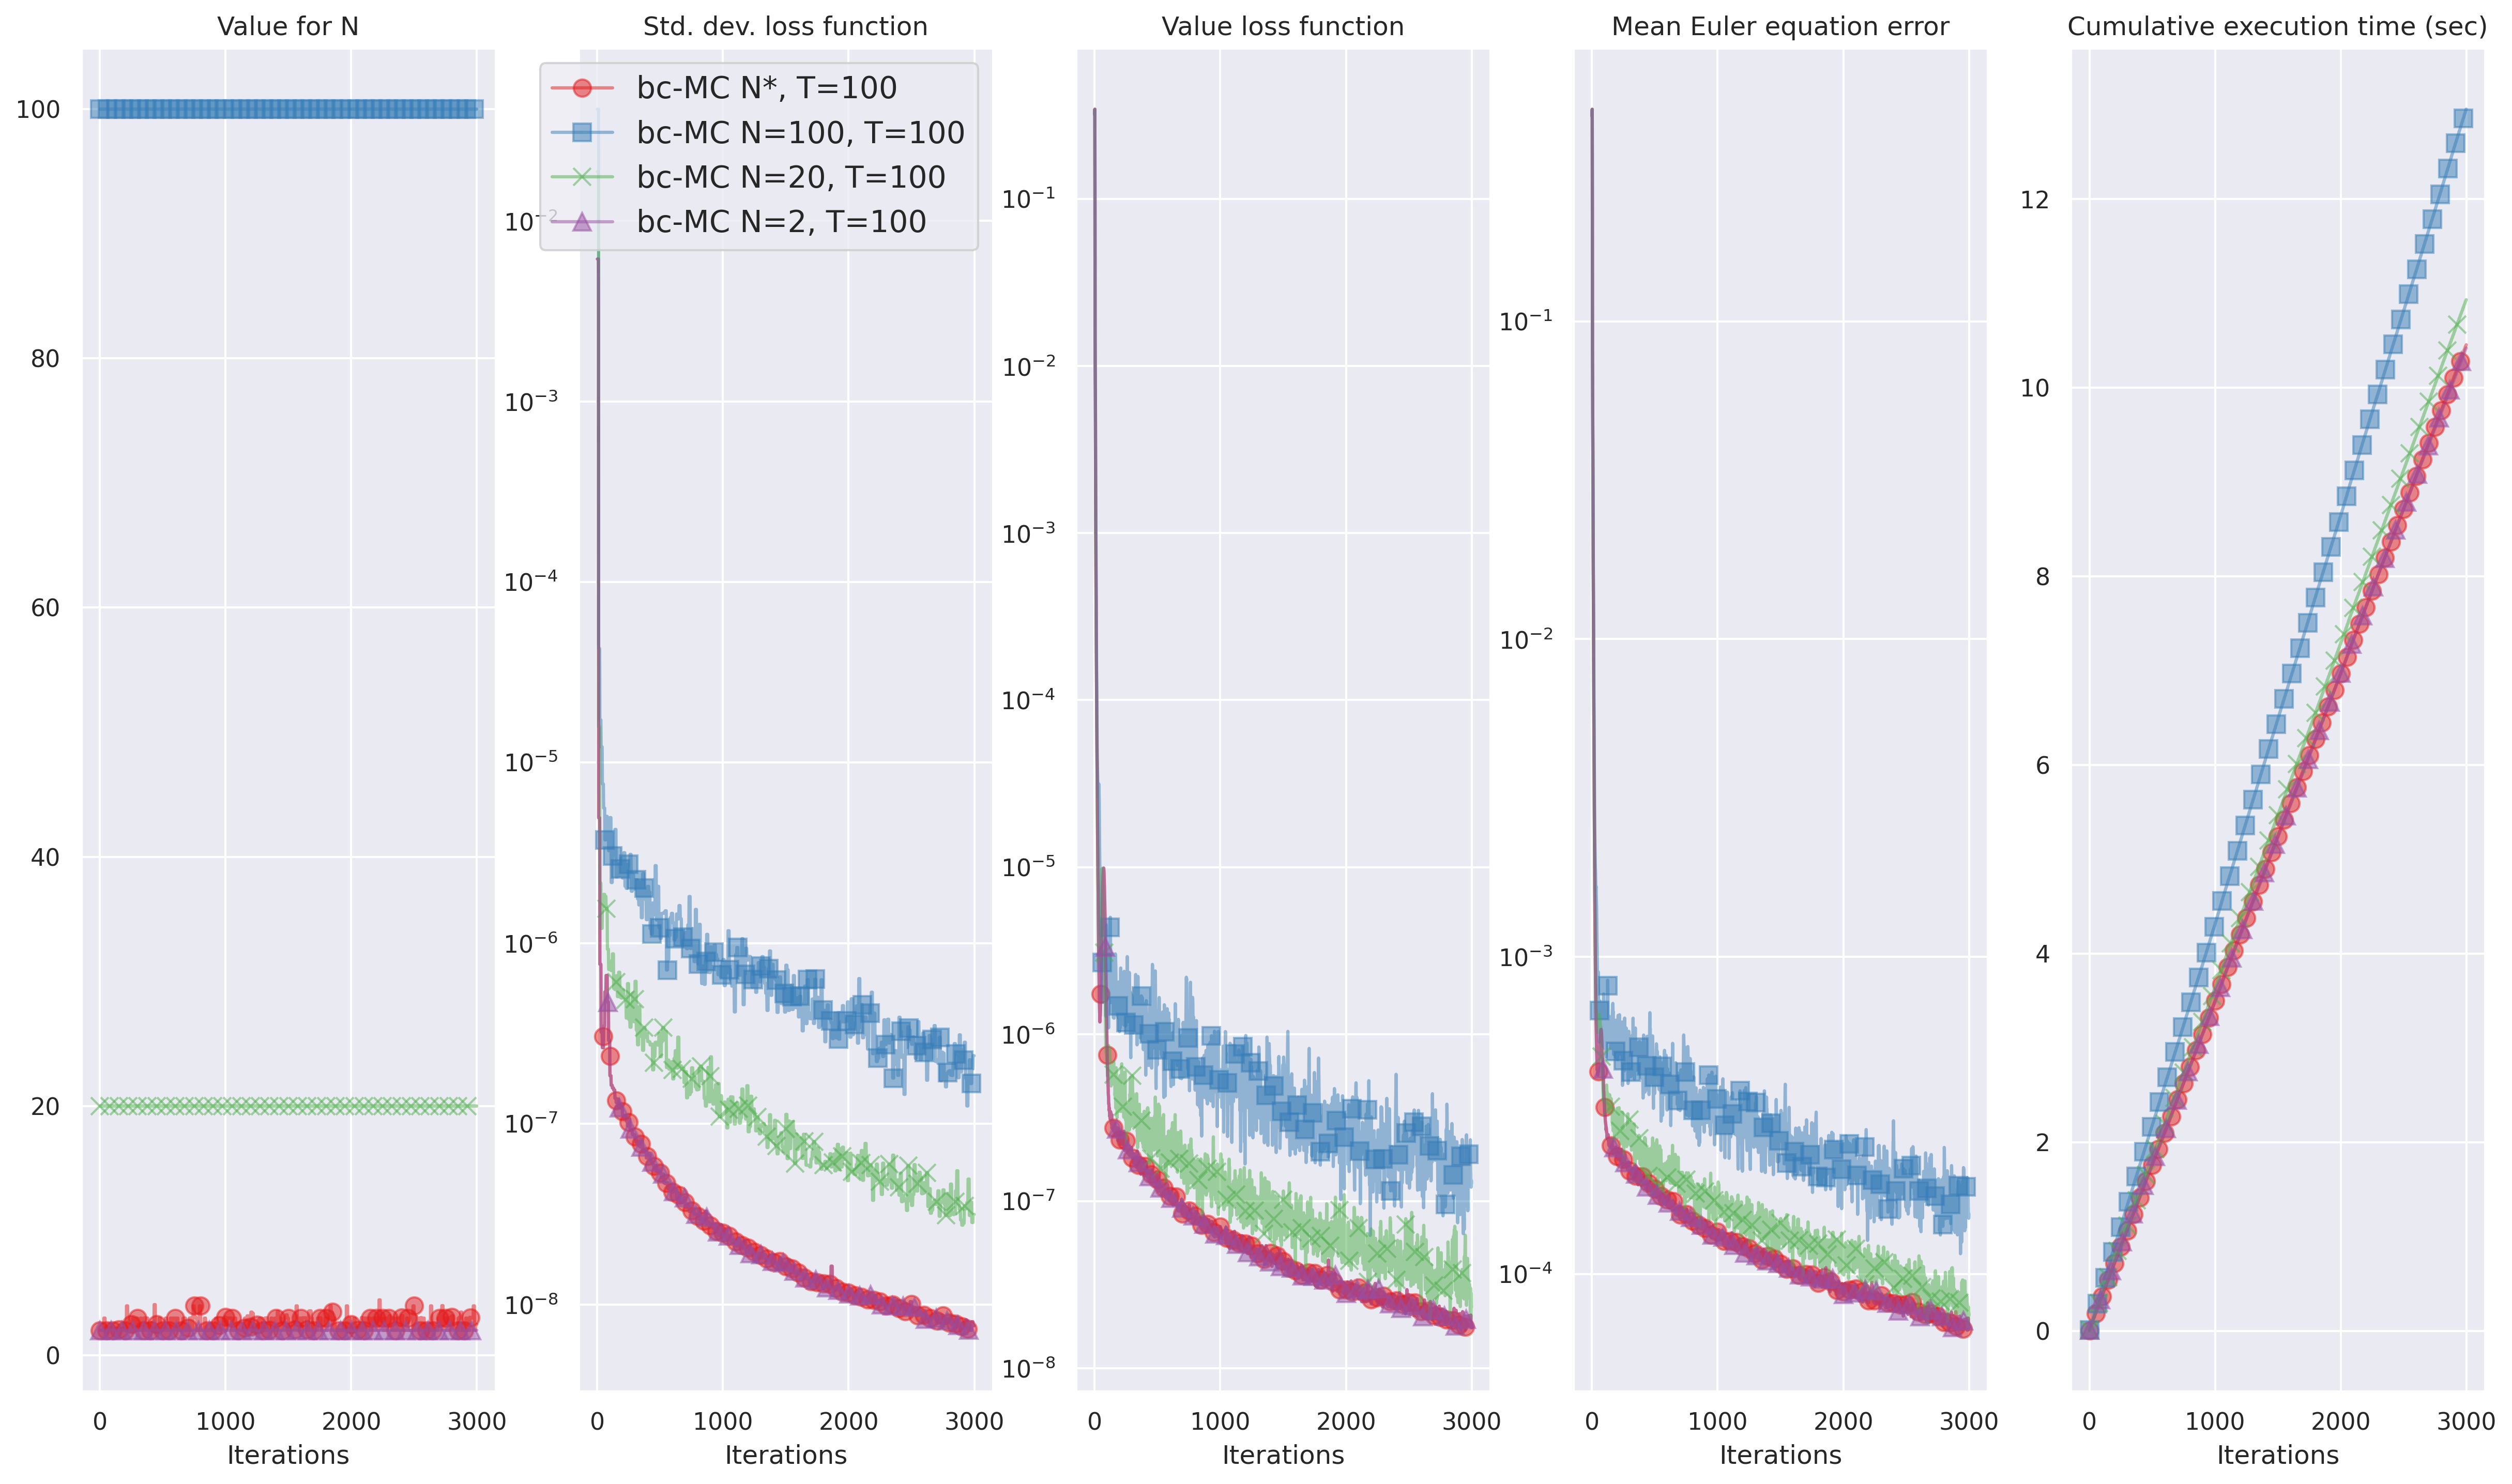 Value for N
Std. dev. loss function
Value loss function
Mean Euler equation error
Cumulative execution time (sec)
bc-MC N*, T=100
bc-MC N=100, T=100
bc-MC N=20, T=100
bc-MC N=2, T=100
100
80
60
40
20
0
0 1000 2000 3000
Iterations
10⁻²
10⁻³
10⁻⁴
10⁻⁵
10⁻⁶
10⁻⁷
10⁻⁸
0 1000 2000 3000
Iterations
10⁻¹
10⁻²
10⁻³
10⁻⁴
10⁻⁵
10⁻⁶
10⁻⁷
10⁻⁸
0 1000 2000 3000
Iterations
10⁻¹
10⁻²
10⁻³
10⁻⁴
0 1000 2000 3000
Iterations
12
10
8
6
4
2
0
0 1000 2000 3000
Iterations